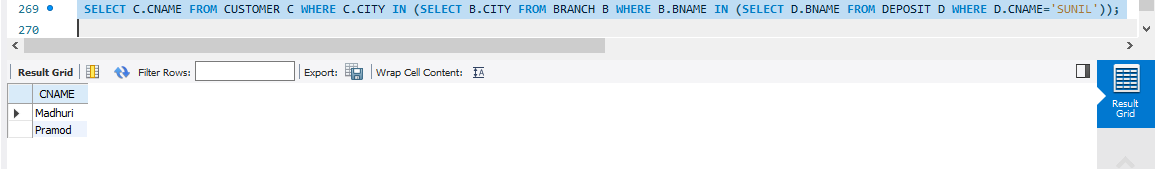 269 SELECT C.CNAME FROM CUSTOMER C WHERE C.CITY IN (SELECT B.CITY FROM BRANCH B WHERE B.BNAME IN (SELECT D.BNAME FROM DEPOSIT D WHERE D.CNAME='SUNIL'));
270
Result Grid Filter Rows: Export: Wrap Cell Content: IA
CNAME
Madhuri
Pramod
Result
Grid